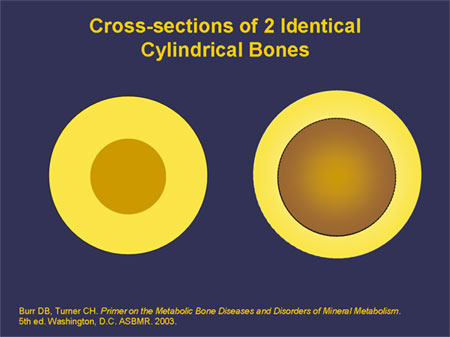 Cross-sections of 2 Identical
Cylindrical Bones
Burr DB, Turner CH. Primer on the Metabolic Bone Diseases and Disorders of Mineral Metabolism.
5th ed. Washington, D.C. ASBMR. 2003.